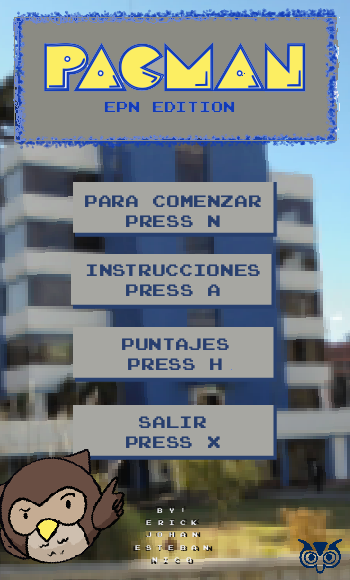 PACMAN
EPN EDITION
PARA COMENZAR
PRESS N
INSTRUCCIONES
PRESS A
PUNTAJES
PRESS H
SALIR
PRESS X
BY:
ERICK
JOHAN
ESTEBAN
NICO